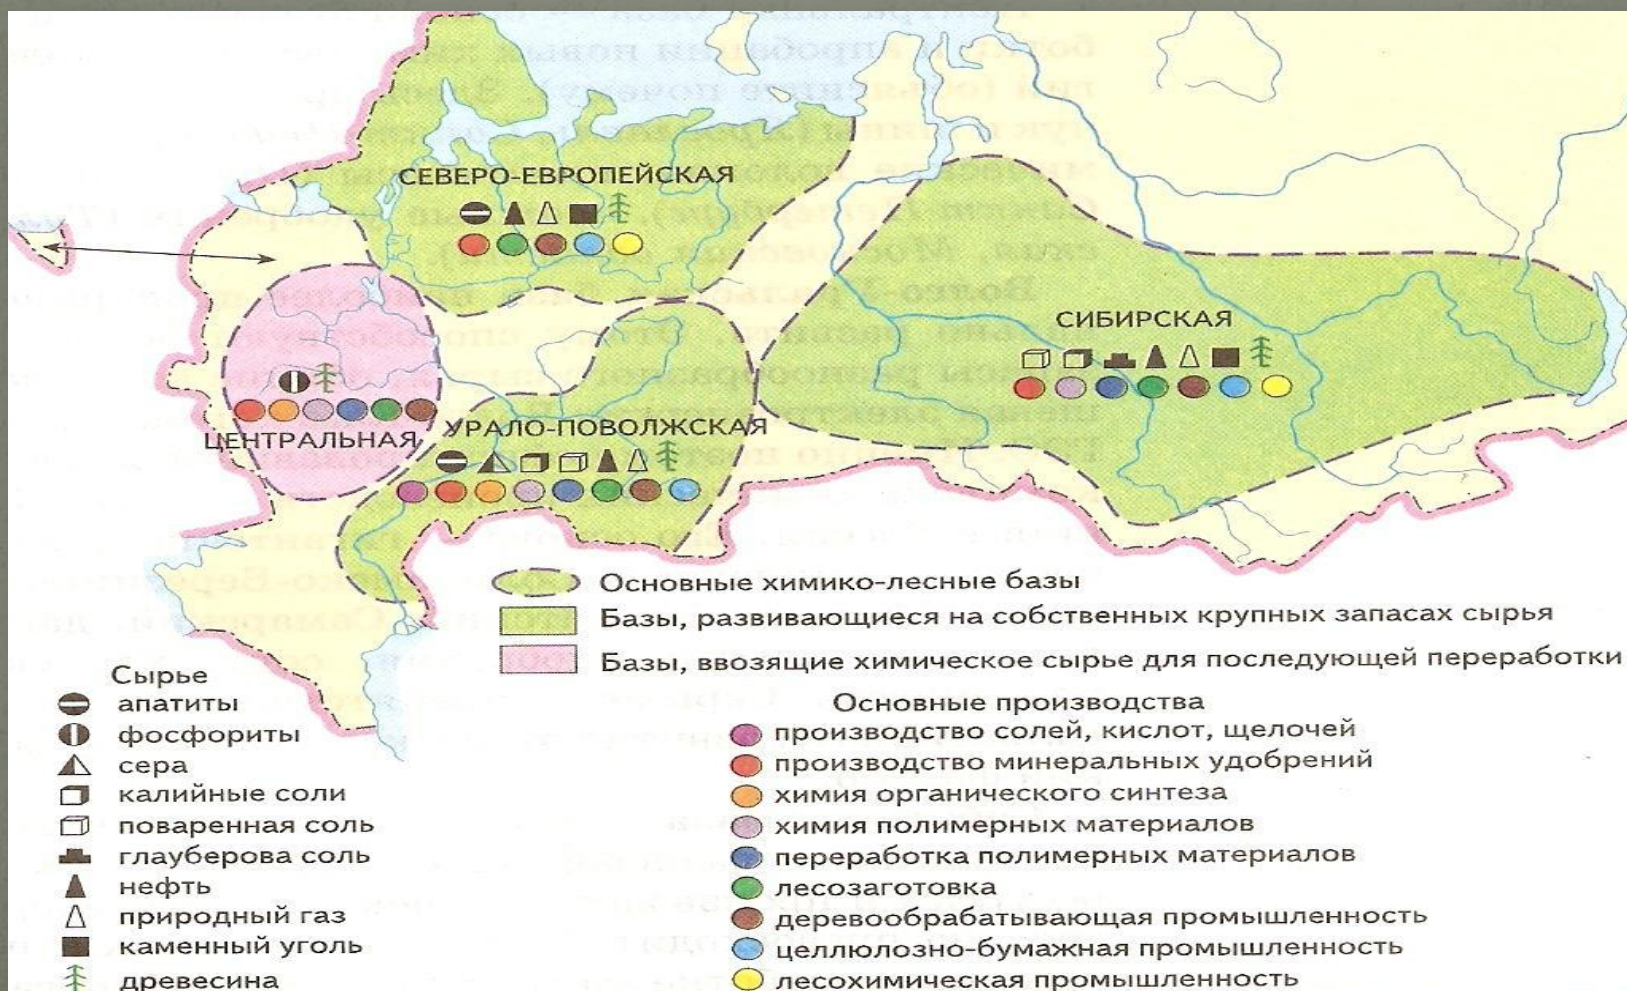 СЕВЕРО-ЕВРОПЕЙСКАЯ
СИБИРСКАЯ
ЦЕНТРАЛЬНАЯ
УРАЛО-ПОВОЛЖСКАЯ
Основные химико-лесные базы
Базы, развивающиеся на собственных крупных запасах сырья
Базы, ввозящие химическое сырье для последующей переработки
Сырье
апатиты
фосфориты
сера
калийные соли
поваренная соль
глауберова соль
нефть
природный газ
каменный уголь
древесина
Основные производства
производство солей, кислот, щелочей
производство минеральных удобрений
химия органического синтеза
химия полимерных материалов
переработка полимерных материалов
лесозаготовка
деревообрабатывающая промышленность
целлюлозно-бумажная промышленность
лесохимическая промышленность